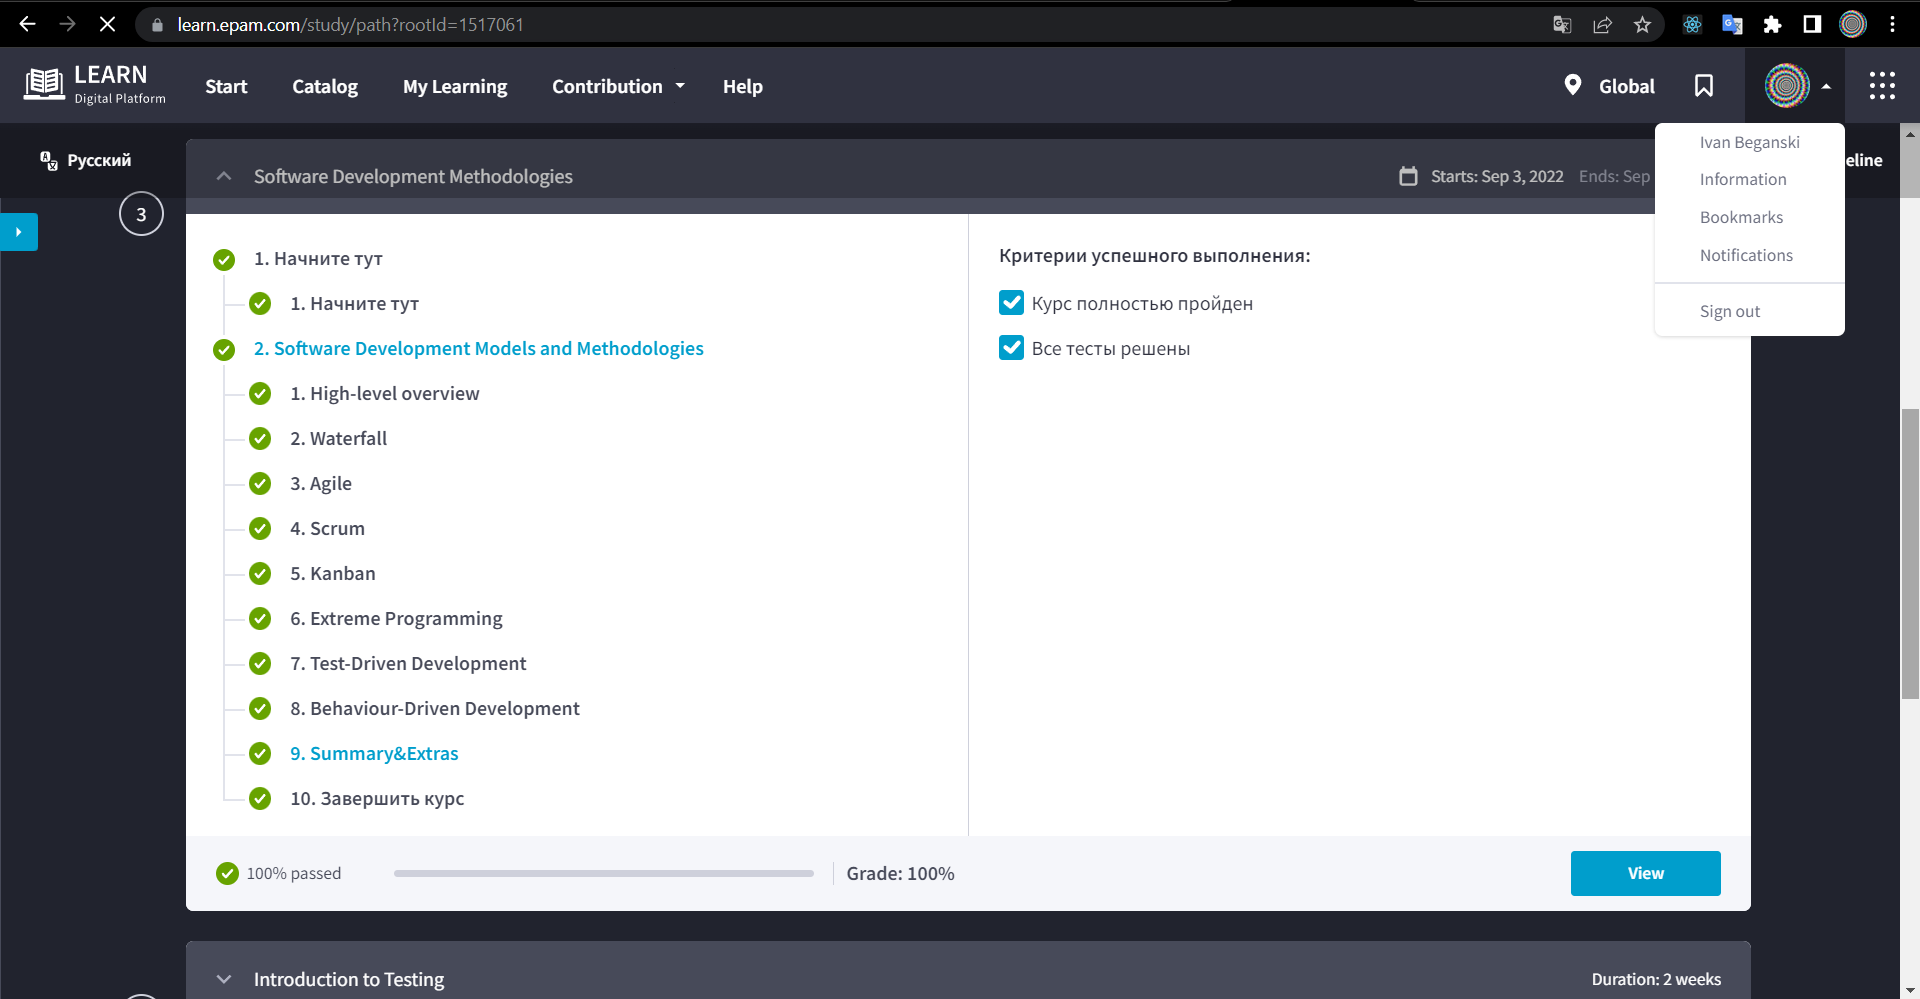 learn.epam.com/study/path?rootId=1517061
LEARN
Digital Platform
Start
Catalog
My Learning
Contribution
Help
Global
Ivan Beganski
Information
Bookmarks
Notifications
Sign out
Русский
Software Development Methodologies
Starts: Sep 3, 2022
Ends: Sep
eline
3
1. Начните тут
1. Начните тут
2. Software Development Models and Methodologies
1. High-level overview
2. Waterfall
3. Agile
4. Scrum
5. Kanban
6. Extreme Programming
7. Test-Driven Development
8. Behaviour-Driven Development
9. Summary&Extras
10. Завершить курс
Критерии успешного выполнения:
Курс полностью пройден
Все тесты решены
100% passed
Grade: 100%
View
Introduction to Testing
Duration: 2 weeks